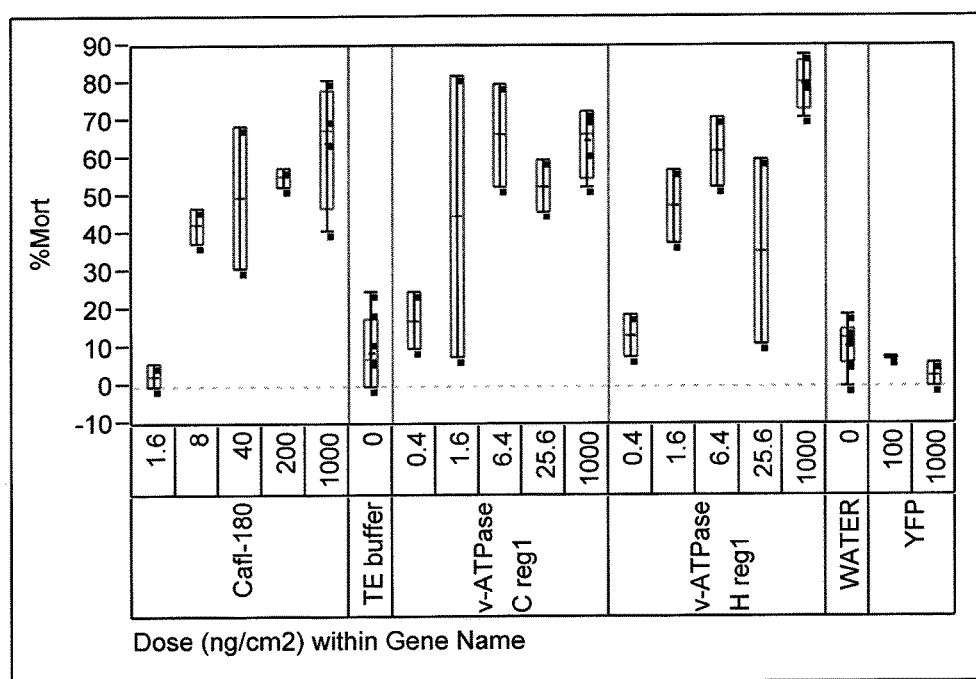 90
80
70
60
50
40
30
20
10
0
-10
%Mort
1.6 8 40 200 1000 0 0.4 1.6 6.4 25.6 1000 0.4 1.6 6.4 25.6 1000 0 100 1000
Cafl-180
TE buffer
v-ATPase
C reg1
v-ATPase
H reg1
WATER
YFP
Dose (ng/cm2) within Gene Name